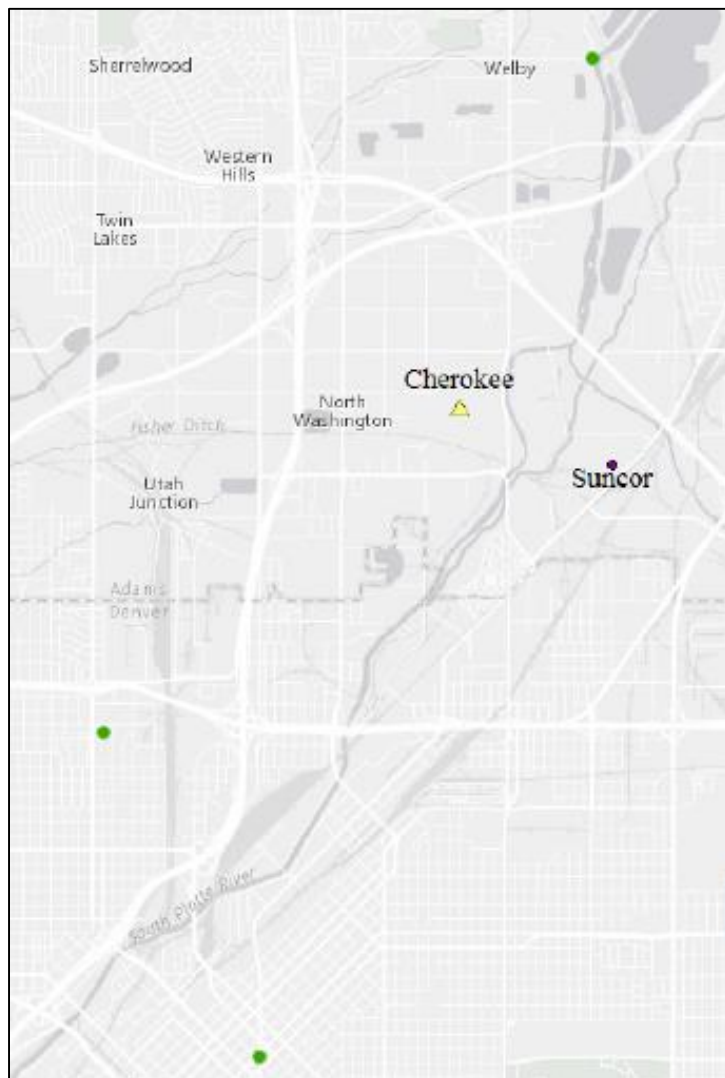 Sherrelwood
Welby
Western
Hills
Twin
Lakes
Cherokee
North
Washington
Fisher Ditch
Suncor
Utah
Junction
Adams
Denver
South Platte River